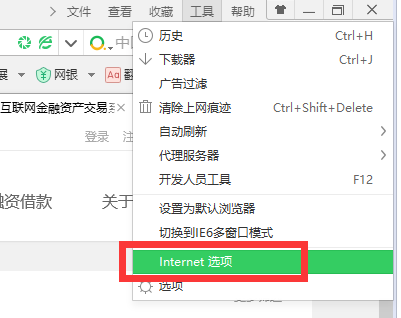 文件 查看 收藏 工具 帮助
展 网银 Aa 翻
互联网金融资产交易
登录 注
融资借款 关于
历史 Ctrl+H
下载器 Ctrl+J
广告过滤
清除上网痕迹 Ctrl+Shift+Delete
自动刷新
代理服务器
开发人员工具 F12
设置为默认浏览器
切换到IE6多窗口模式
Internet 选项
选项